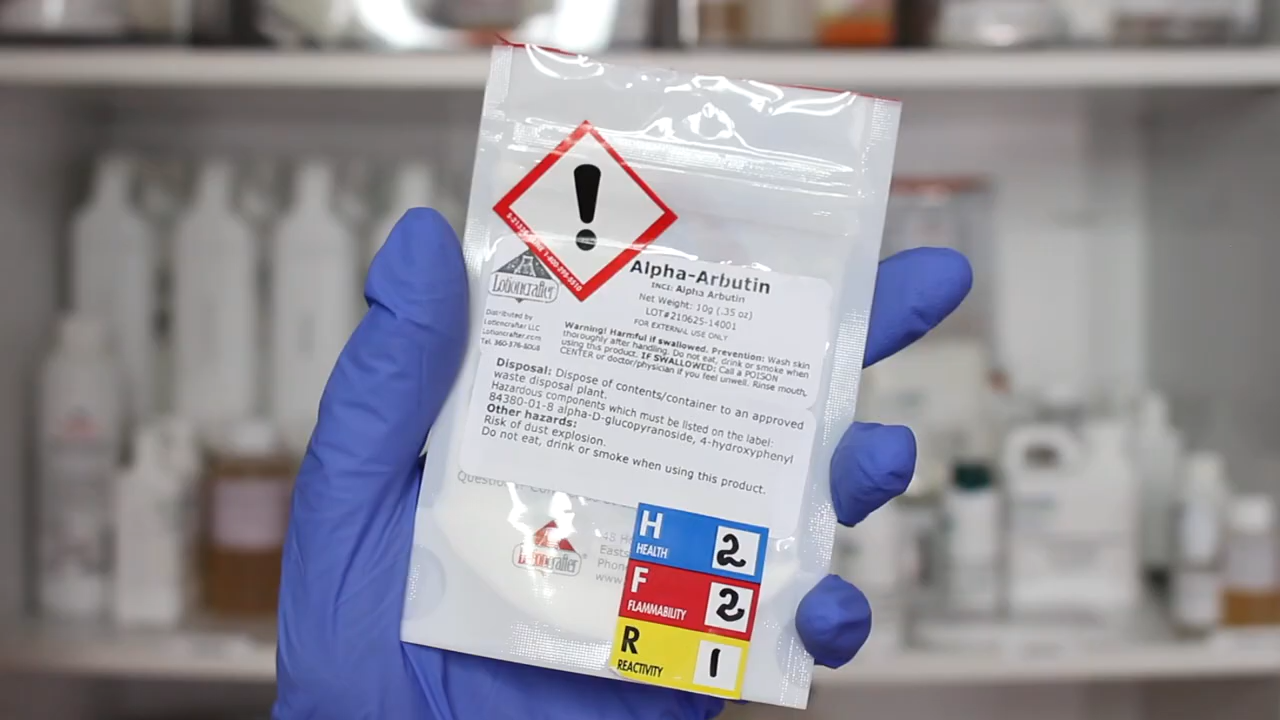 !
Lotioncrafter
Alpha-Arbutin
INCI: Alpha Arbutin
Net Weight: 10g (.35 oz)
LOT#210625-14001
FOR EXTERNAL USE ONLY
Distributed by
Lotioncrafter LLC
Lotioncrafter.com
Tel. 360-376-8008
Warning! Harmful if swallowed. Prevention: Wash skin
thoroughly after handling. Do not eat, drink or smoke when
using this product. IF SWALLOWED: Call a POISON
CENTER or doctor/physician if you feel unwell. Rinse mouth.
Disposal: Dispose of contents/container to an approved
waste disposal plant.
Hazardous components which must be listed on the label:
84380-01-8 alpha-D-glucopyranoside, 4-hydroxyphenyl
Other hazards:
Risk of dust explosion.
Do not eat, drink or smoke when using this product.
Lotioncrafter
H
HEALTH
2
F
FLAMMABILITY
2
R
REACTIVITY
1